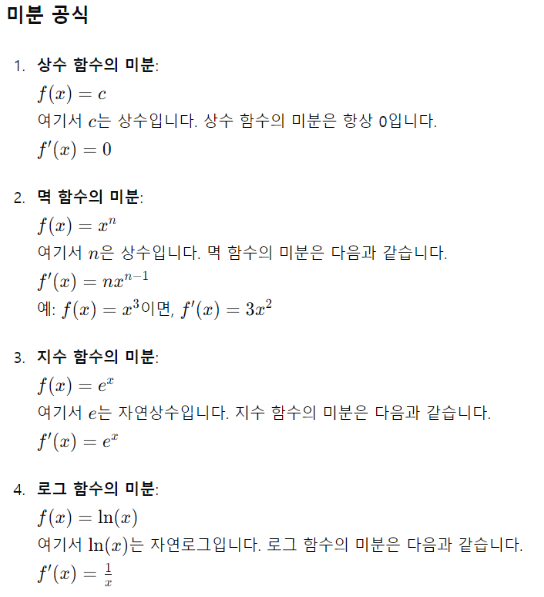 미분 공식
1. 상수 함수의 미분:
f(x) = c
여기서 c는 상수입니다. 상수 함수의 미분은 항상 0입니다.
f′(x) = 0
2. 멱 함수의 미분:
f(x) = xⁿ
여기서 n은 상수입니다. 멱 함수의 미분은 다음과 같습니다.
f′(x) = nxⁿ⁻¹
예: f(x) = x³이면, f′(x) = 3x²
3. 지수 함수의 미분:
f(x) = eˣ
여기서 e는 자연상수입니다. 지수 함수의 미분은 다음과 같습니다.
f′(x) = eˣ
4. 로그 함수의 미분:
f(x) = ln(x)
여기서 ln(x)는 자연로그입니다. 로그 함수의 미분은 다음과 같습니다.
f′(x) = 1/x